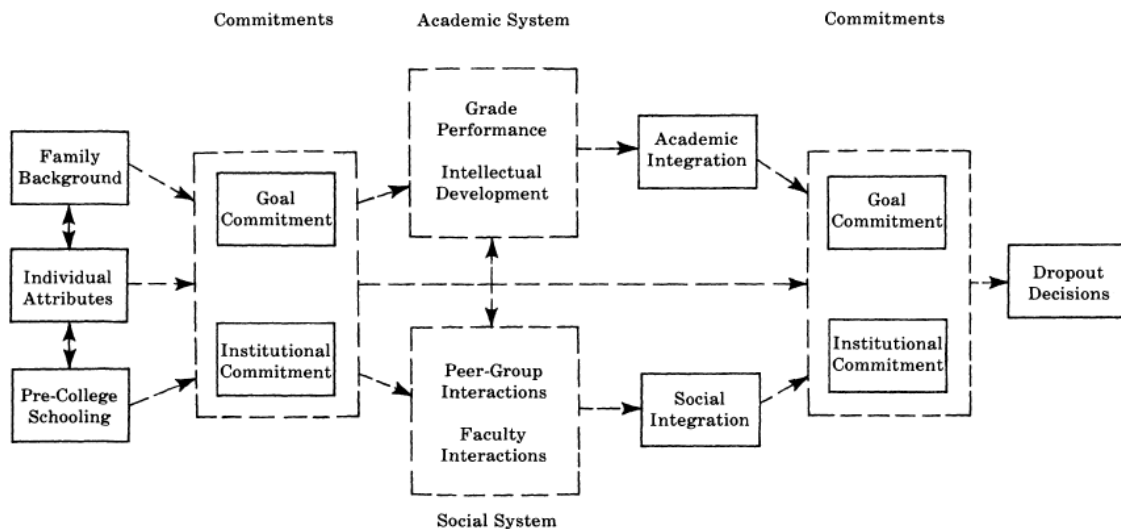 Commitments
Academic System
Commitments
Family
Background
Individual
Attributes
Pre-College
Schooling
Goal
Commitment
Institutional
Commitment
Grade
Performance
Intellectual
Development
Peer-Group
Interactions
Faculty
Interactions
Social System
Academic
Integration
Social
Integration
Goal
Commitment
Institutional
Commitment
Dropout
Decisions